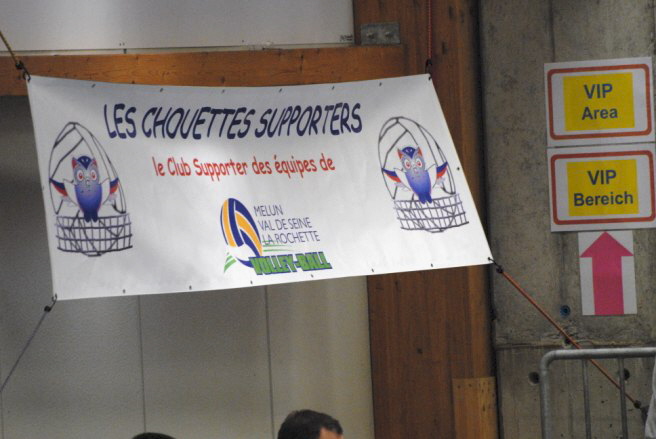 LES CHOUETTES SUPPORTERS
le Club Supporter des équipes de
MELUN
VAL DE SEINE
LA ROCHETTE
VOLLEY-BALL
VIP
Area
VIP
Bereich